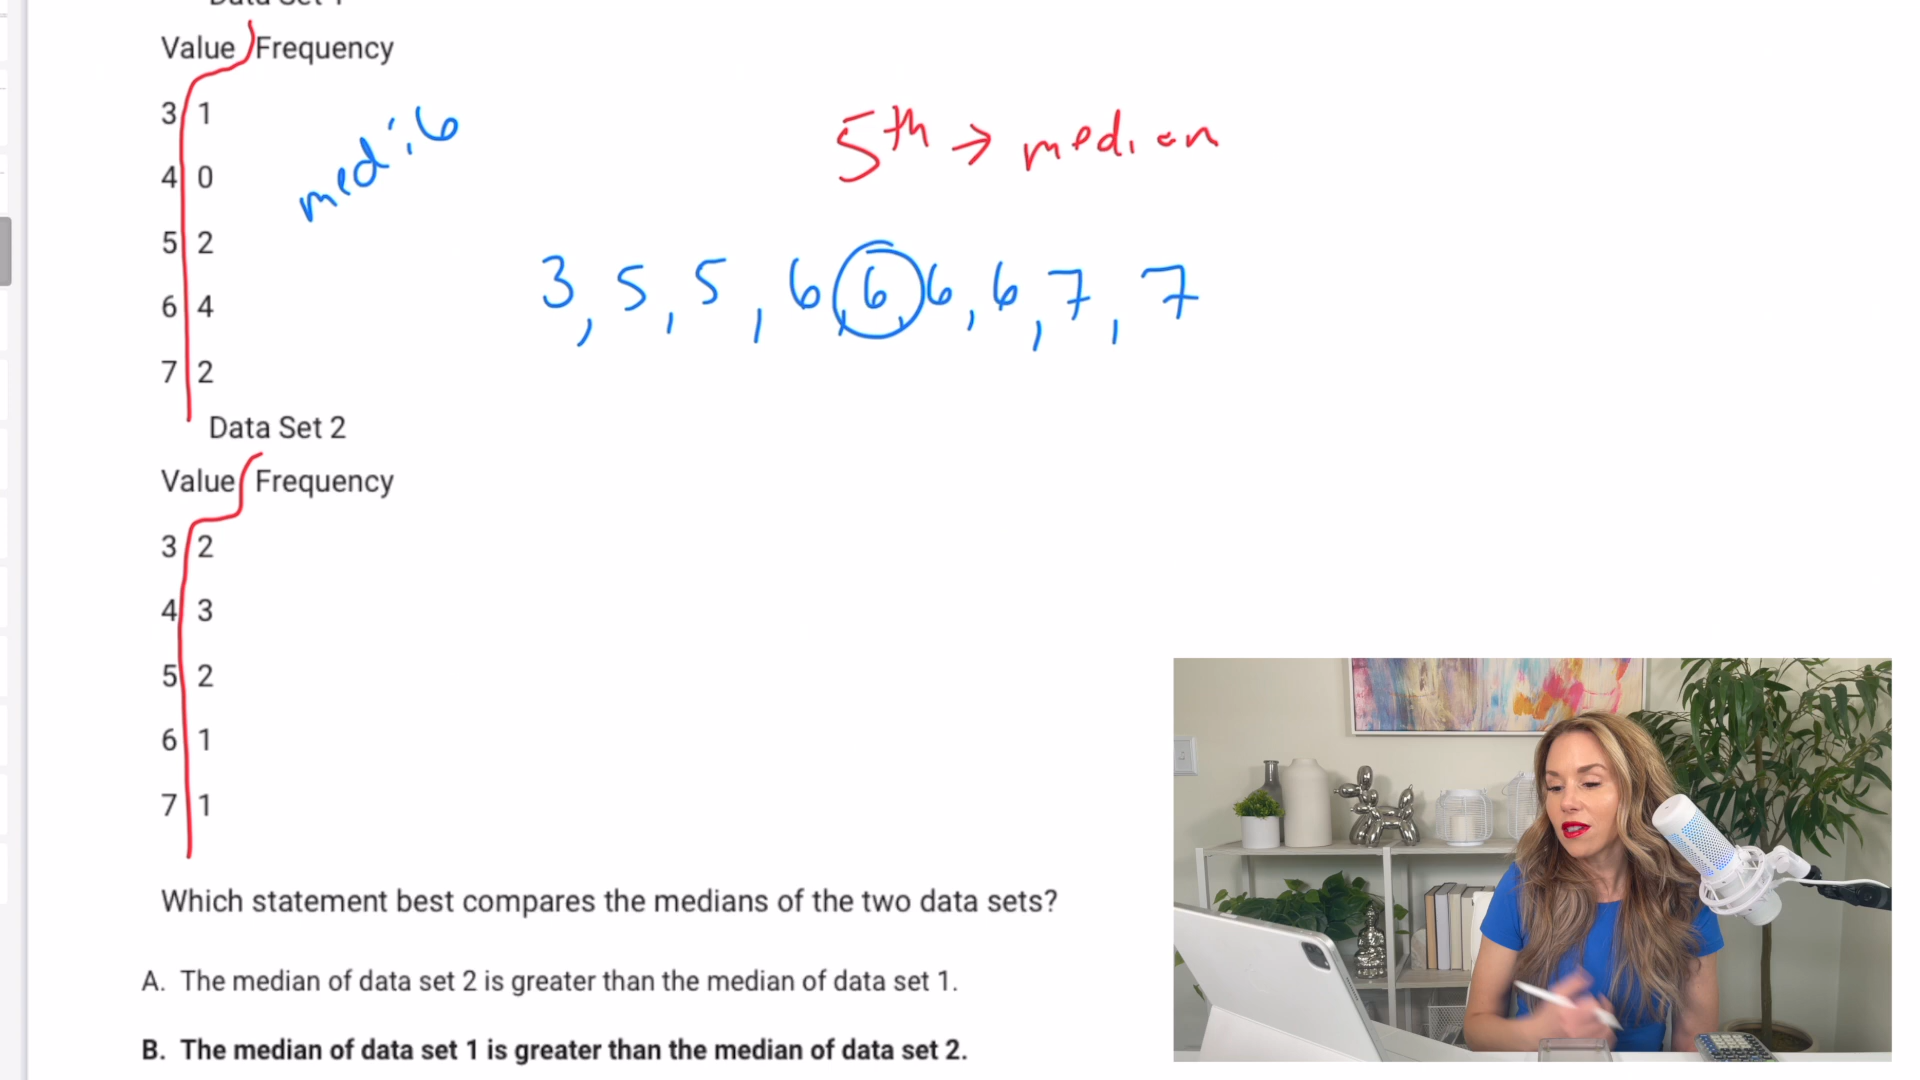 Data Set 1
Value Frequency
3 1
4 0
5 2
6 4
7 2
med: 6
5th → median
3, 5, 5, 6, 6, 6, 6, 7, 7
Data Set 2
Value Frequency
3 2
4 3
5 2
6 1
7 1
Which statement best compares the medians of the two data sets?
A. The median of data set 2 is greater than the median of data set 1.
B. The median of data set 1 is greater than the median of data set 2.